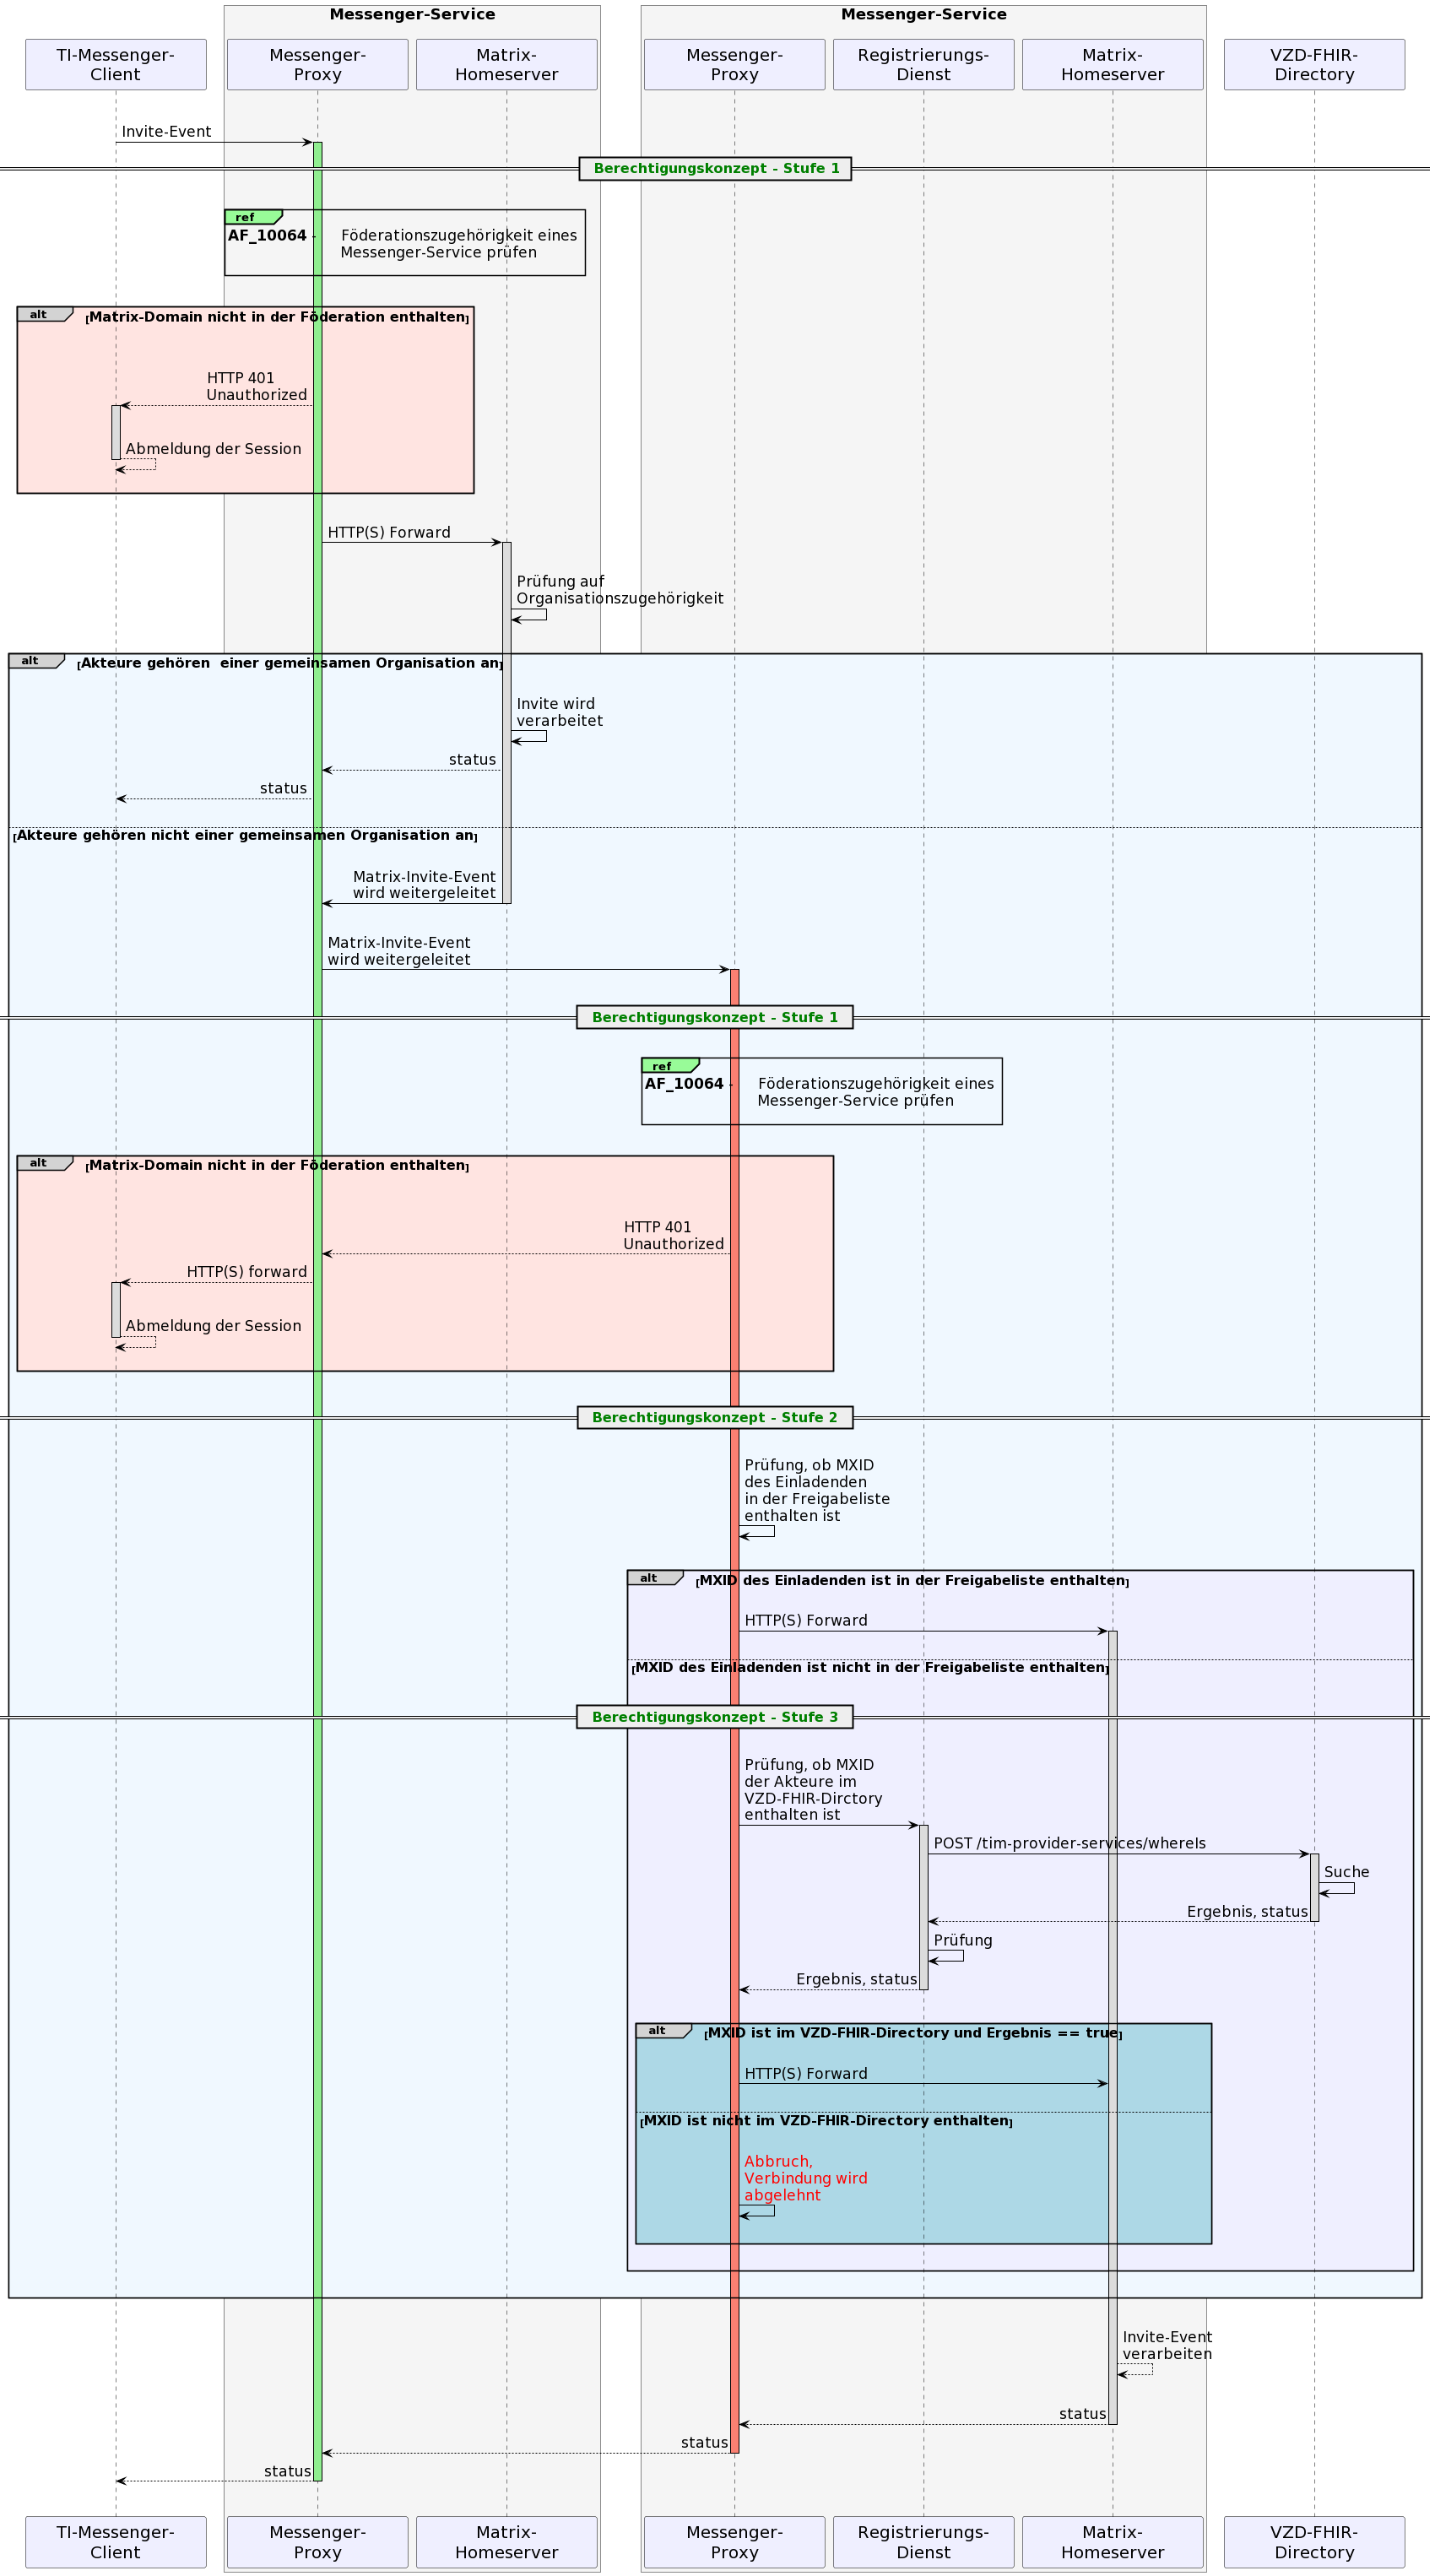 Messenger-Service
Messenger-Service
TI-Messenger-
Client
Messenger-
Proxy
Matrix-
Homeserver
Messenger-
Proxy
Registrierungs-
Dienst
Matrix-
Homeserver
VZD-FHIR-
Directory
Invite-Event
Berechtigungskonzept - Stufe 1
ref
AF_10064 - Föderationszugehörigkeit eines
Messenger-Service prüfen
alt [Matrix-Domain nicht in der Föderation enthalten]
HTTP 401
Unauthorized
Abmeldung der Session
HTTP(S) Forward
Prüfung auf
Organisationszugehörigkeit
alt [Akteure gehören  einer gemeinsamen Organisation an]
Invite wird
verarbeitet
status
status
[Akteure gehören nicht einer gemeinsamen Organisation an]
Matrix-Invite-Event
wird weitergeleitet
Matrix-Invite-Event
wird weitergeleitet
Berechtigungskonzept - Stufe 1
ref
AF_10064 - Föderationszugehörigkeit eines
Messenger-Service prüfen
alt [Matrix-Domain nicht in der Föderation enthalten]
HTTP 401
Unauthorized
HTTP(S) forward
Abmeldung der Session
Berechtigungskonzept - Stufe 2
Prüfung, ob MXID
des Einladenden
in der Freigabeliste
enthalten ist
alt [MXID des Einladenden ist in der Freigabeliste enthalten]
HTTP(S) Forward
[MXID des Einladenden ist nicht in der Freigabeliste enthalten]
Berechtigungskonzept - Stufe 3
Prüfung, ob MXID
der Akteure im
VZD-FHIR-Dirctory
enthalten ist
POST /tim-provider-services/whereIs
Suche
Ergebnis, status
Prüfung
Ergebnis, status
alt [MXID ist im VZD-FHIR-Directory und Ergebnis == true]
HTTP(S) Forward
[MXID ist nicht im VZD-FHIR-Directory enthalten]
Abbruch,
Verbindung wird
abgelehnt
Invite-Event
verarbeiten
status
status
status
TI-Messenger-
Client
Messenger-
Proxy
Matrix-
Homeserver
Messenger-
Proxy
Registrierungs-
Dienst
Matrix-
Homeserver
VZD-FHIR-
Directory